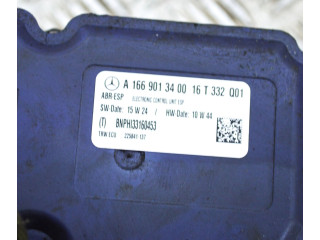 A 166 901 34 00 16 T 332 Q01
ABR-ESP ELECTRONIC CONTROL UNIT ESP
SW-Date: 15 W 24 / HW-Date: 10 W 44
(T) BNPHI33160453
TRW ECU